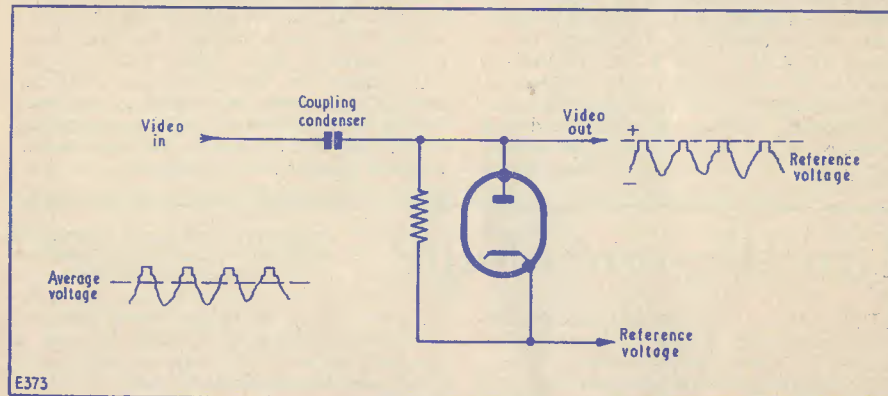 Coupling
condenser
Video
in
Video
out
+
−
Reference
voltage
Average
voltage
Reference
voltage
E373